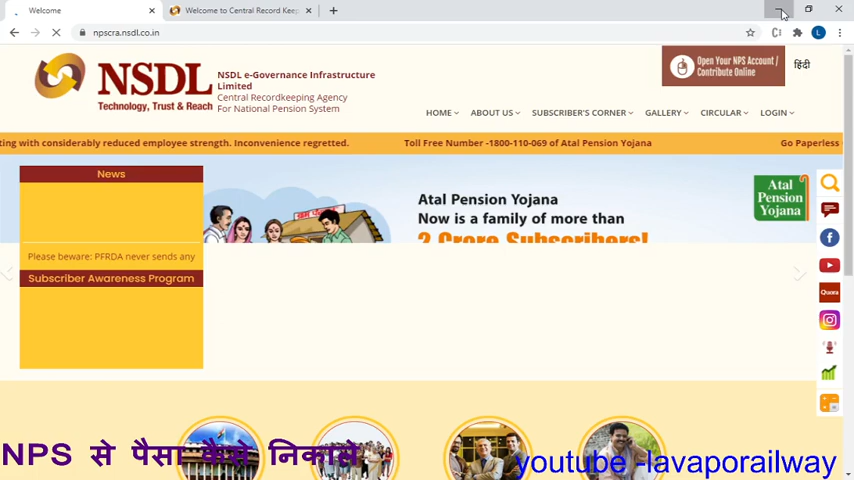 Welcome
Welcome to Central Record Keep
npscra.nsdl.co.in
NSDL
Technology, Trust & Reach
NSDL e-Governance Infrastructure
Limited
Central Recordkeeping Agency
For National Pension System
Open Your NPS Account /
Contribute Online
हिंदी
HOME ABOUT US SUBSCRIBER'S CORNER GALLERY CIRCULAR LOGIN
ting with considerably reduced employee strength. Inconvenience regretted. Toll Free Number -1800-110-069 of Atal Pension Yojana Go Paperless
News
Please beware: PFRDA never sends any
Subscriber Awareness Program
Atal Pension Yojana
Now is a family of more than
2 Crore Subscribers!
Atal
Pension
Yojana
Quora
NPS से पैसा कैसे निकाले
youtube -lavaporailway